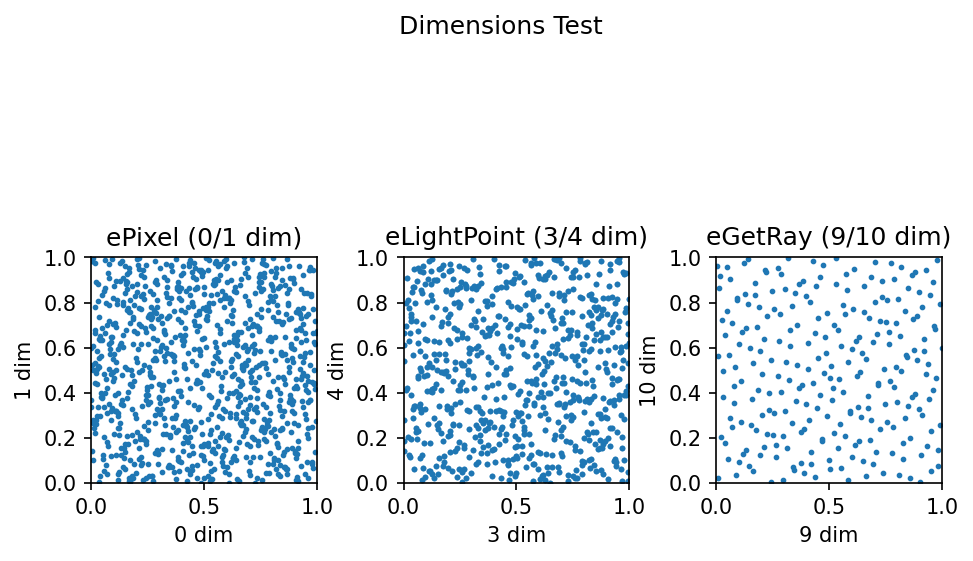 Dimensions Test
ePixel (0/1 dim)
1.0
0.8
0.6
0.4
0.2
0.0
1 dim
0.0 0.5 1.0
0 dim
eLightPoint (3/4 dim)
1.0
0.8
0.6
0.4
0.2
0.0
4 dim
0.0 0.5 1.0
3 dim
eGetRay (9/10 dim)
1.0
0.8
0.6
0.4
0.2
0.0
10 dim
0.0 0.5 1.0
9 dim